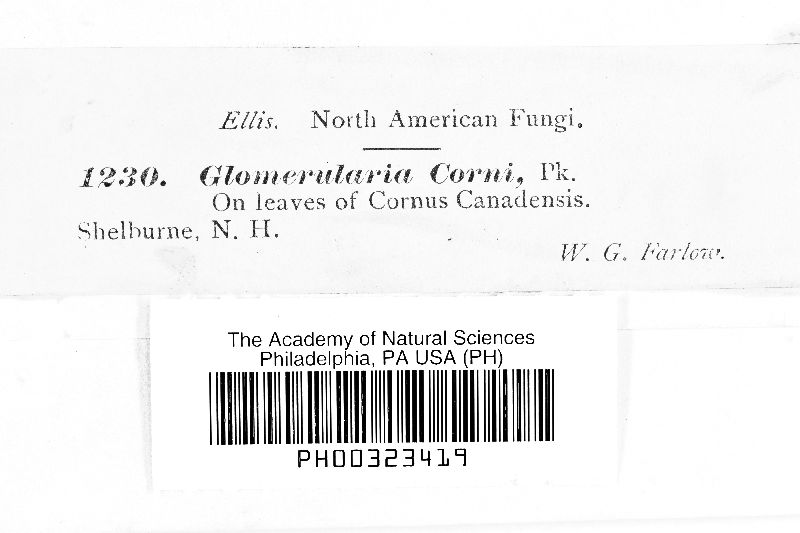 Ellis. North American Fungi.
1230. Glomerularia Corni, Pk.
On leaves of Cornus Canadensis.
Shelburne, N. H.
W. G. Farlow.
The Academy of Natural Sciences
Philadelphia, PA USA (PH)
PH00323419